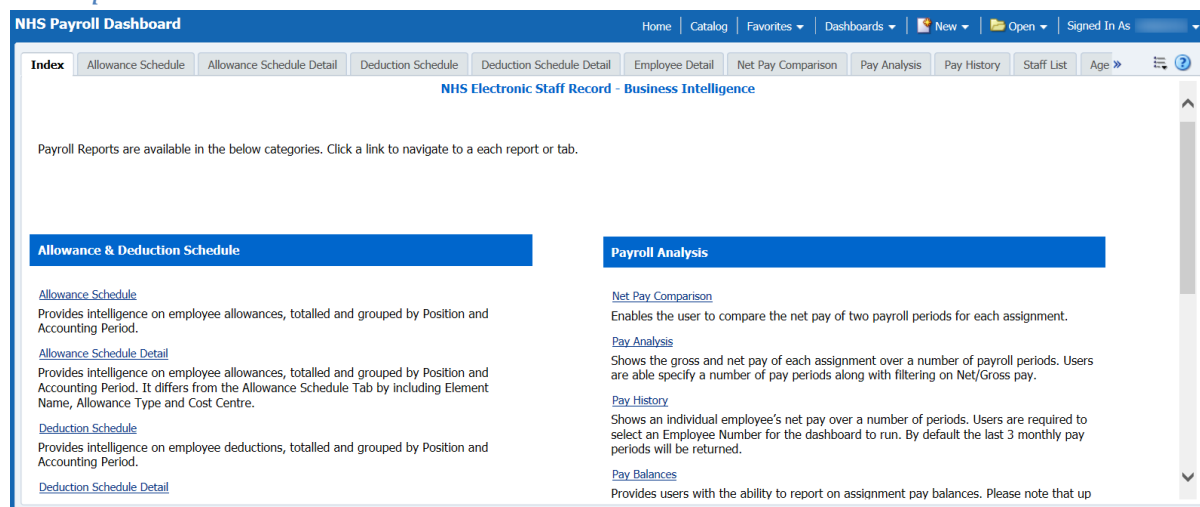 NHS Payroll Dashboard
Home Catalog Favorites Dashboards New Open Signed In As
Index Allowance Schedule Allowance Schedule Detail Deduction Schedule Deduction Schedule Detail Employee Detail Net Pay Comparison Pay Analysis Pay History Staff List Age »
NHS Electronic Staff Record - Business Intelligence
Payroll Reports are available in the below categories. Click a link to navigate to a each report or tab.
Allowance & Deduction Schedule
Allowance Schedule
Provides intelligence on employee allowances, totalled and grouped by Position and
Accounting Period.
Allowance Schedule Detail
Provides intelligence on employee allowances, totalled and grouped by Position and
Accounting Period. It differs from the Allowance Schedule Tab by including Element
Name, Allowance Type and Cost Centre.
Deduction Schedule
Provides intelligence on employee deductions, totalled and grouped by Position and
Accounting Period.
Deduction Schedule Detail
Payroll Analysis
Net Pay Comparison
Enables the user to compare the net pay of two payroll periods for each assignment.
Pay Analysis
Shows the gross and net pay of each assignment over a number of payroll periods. Users
are able specify a number of pay periods along with filtering on Net/Gross pay.
Pay History
Shows an individual employee's net pay over a number of periods. Users are required to
select an Employee Number for the dashboard to run. By default the last 3 monthly pay
periods will be returned.
Pay Balances
Provides users with the ability to report on assignment pay balances. Please note that up